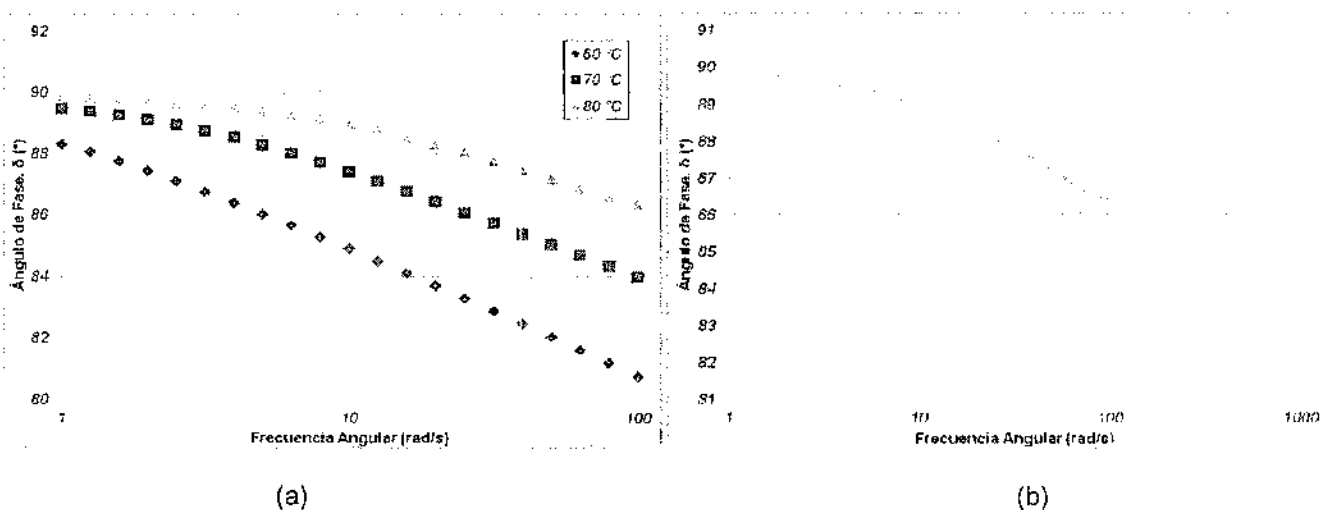 92
90
88
86
84
82
80
Ángulo de Fase. δ (°)
60 °C
70 °C
80 °C
1
10
100
Frecuencia Angular (rad/s)
(a)
91
90
89
88
87
86
85
84
83
82
81
Ángulo de Fase. δ (°)
1
10
100
1000
Frecuencia Angular (rad/s)
(b)